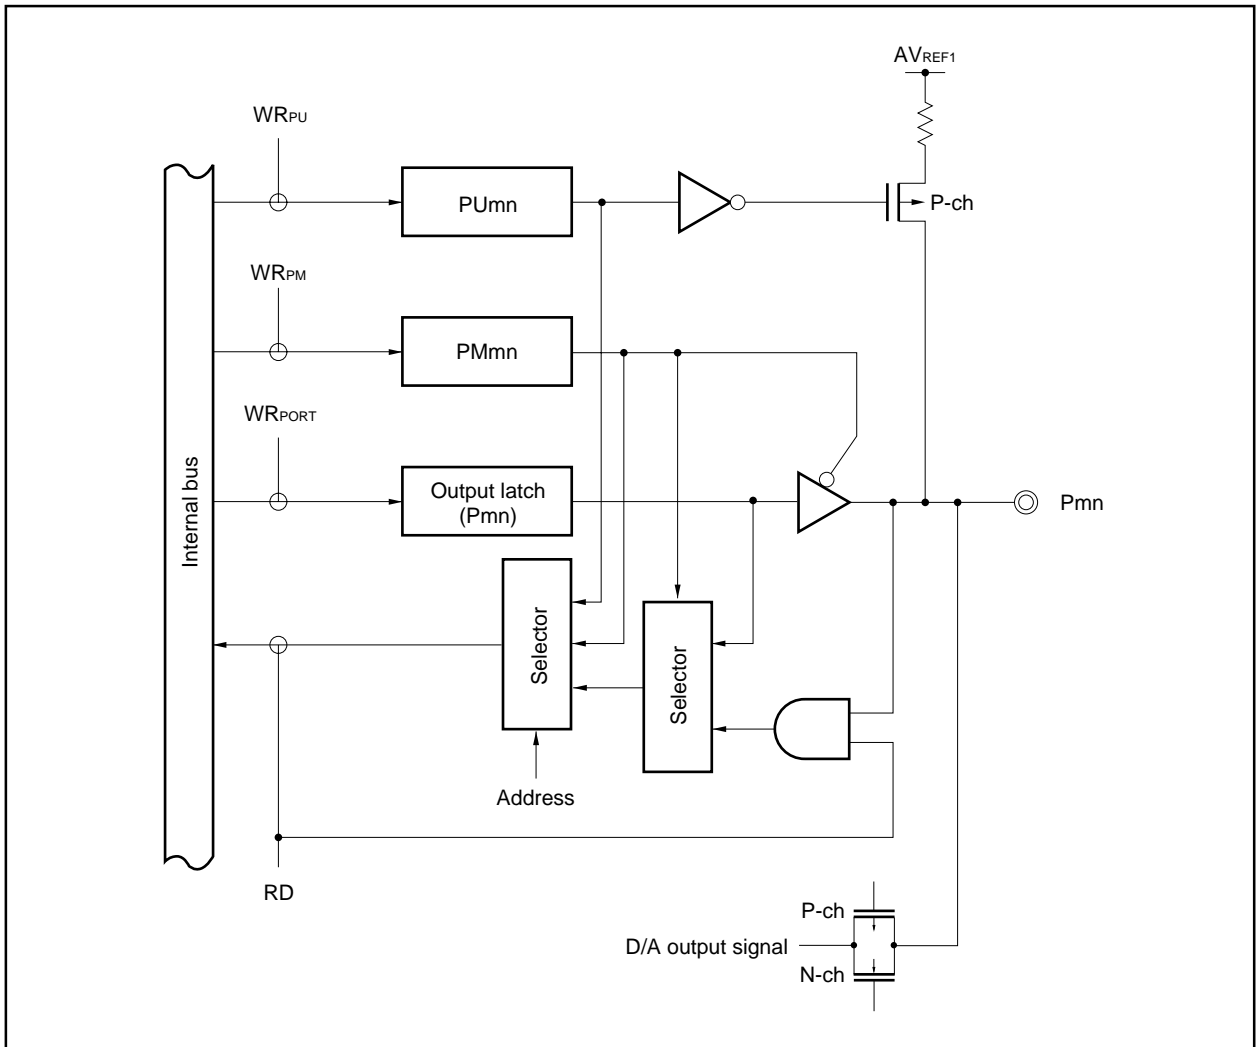 AVREF1
WRPU
PUmn
P-ch
WRPM
PMmn
WRPORT
Output latch
(Pmn)
Pmn
Internal bus
Selector
Selector
Address
RD
P-ch
D/A output signal
N-ch